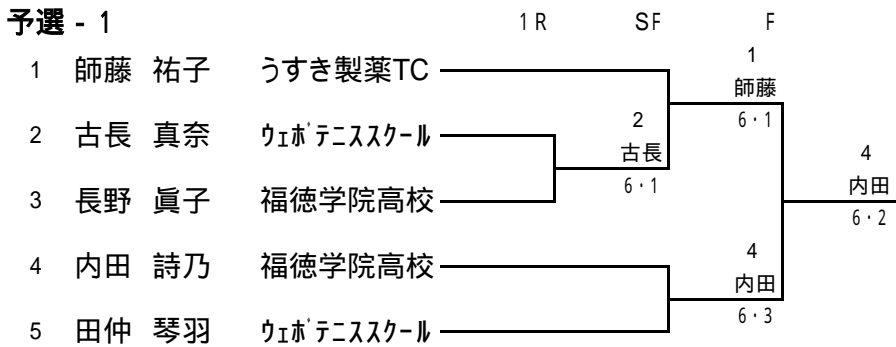 予選 - 1
1R SF F
1 師藤 祐子 うすき製薬TC
1
師藤
6・1
2 古長 真奈 ｳｪﾎﾞﾃﾆｽｽｸｰﾙ
2
古長
6・1
4
内田
6・2
3 長野 眞子 福徳学院高校
4 内田 詩乃 福徳学院高校
4
内田
6・3
5 田仲 琴羽 ｳｪﾎﾞﾃﾆｽｽｸｰﾙ